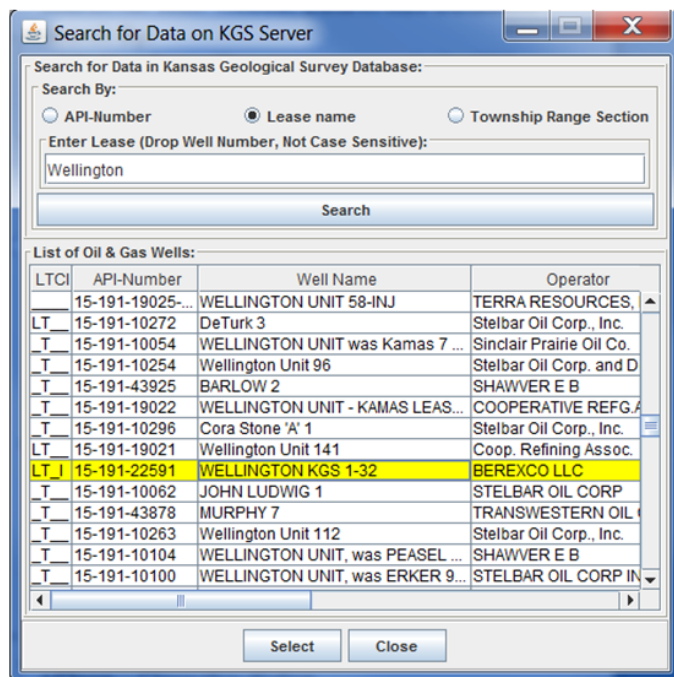 Search for Data on KGS Server
Search for Data in Kansas Geological Survey Database:
Search By:
API-Number Lease name Township Range Section
Enter Lease (Drop Well Number, Not Case Sensitive):
Wellington
Search
List of Oil & Gas Wells:
LTCI API-Number Well Name Operator
____ 15-191-19025-... WELLINGTON UNIT 58-INJ TERRA RESOURCES,
LT__ 15-191-10272 DeTurk 3 Stelbar Oil Corp., Inc.
_T__ 15-191-10054 WELLINGTON UNIT was Kamas 7 ... Sinclair Prairie Oil Co.
_T__ 15-191-10254 Wellington Unit 96 Stelbar Oil Corp. and D
_T__ 15-191-43925 BARLOW 2 SHAWVER E B
_T__ 15-191-19022 WELLINGTON UNIT - KAMAS LEAS... COOPERATIVE REFG.A
_T__ 15-191-10296 Cora Stone 'A' 1 Stelbar Oil Corp., Inc.
LT__ 15-191-19021 Wellington Unit 141 Coop. Refining Assoc.
LT_I 15-191-22591 WELLINGTON KGS 1-32 BEREXCO LLC
_T__ 15-191-10062 JOHN LUDWIG 1 STELBAR OIL CORP
_T__ 15-191-43878 MURPHY 7 TRANSWESTERN OIL
_T__ 15-191-10263 Wellington Unit 112 Stelbar Oil Corp., Inc.
_T__ 15-191-10104 WELLINGTON UNIT, was PEASEL ... SHAWVER E B
_T__ 15-191-10100 WELLINGTON UNIT, was ERKER 9... STELBAR OIL CORP IN
Select Close